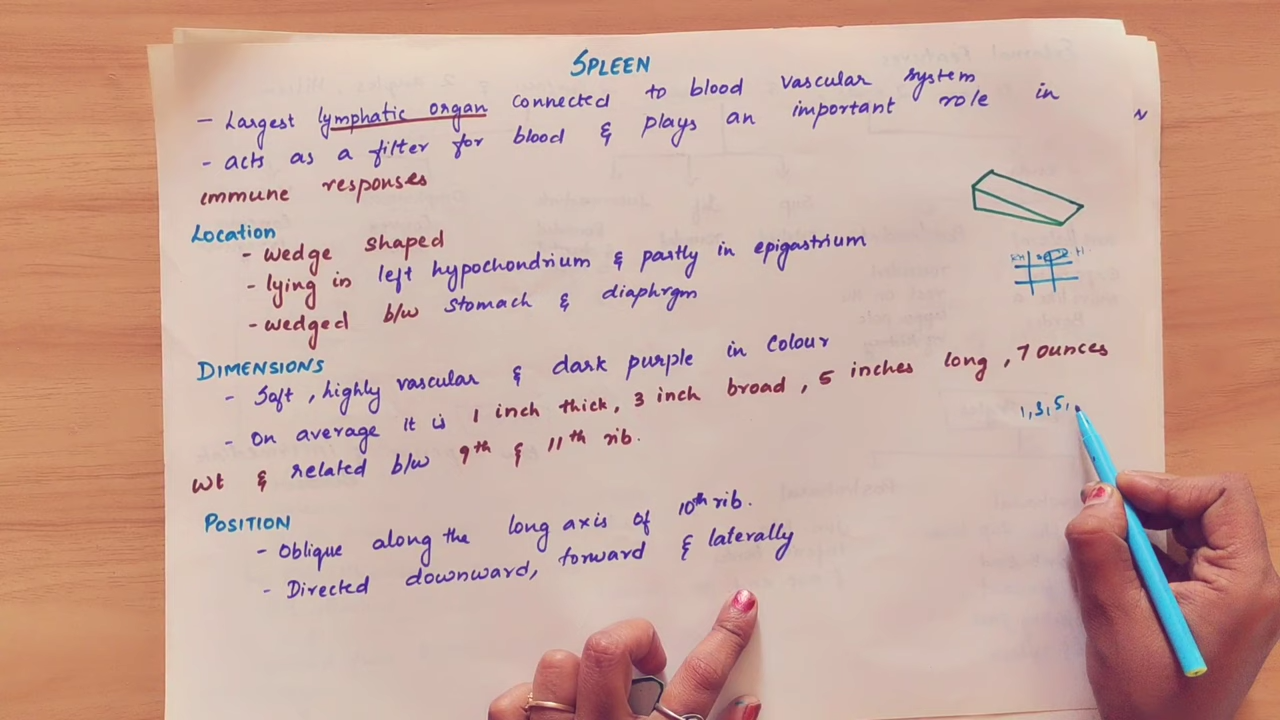 SPLEEN
- Largest lymphatic organ connected to blood vascular system
- acts as a filter for blood & plays an important role in
immune responses
Location
- wedge shaped
- lying in left hypochondrium & partly in epigastrium
- wedged b/w stomach & diaphrgm
DIMENSIONS
- Soft, highly vascular & dark purple in colour
- On average it is 1 inch thick, 3 inch broad, 5 inches long, 7 ounces
1, 3, 5,
wt & related b/w 9th & 11th rib.
POSITION
- Oblique along the long axis of 10th rib.
- Directed downward, forward & laterally